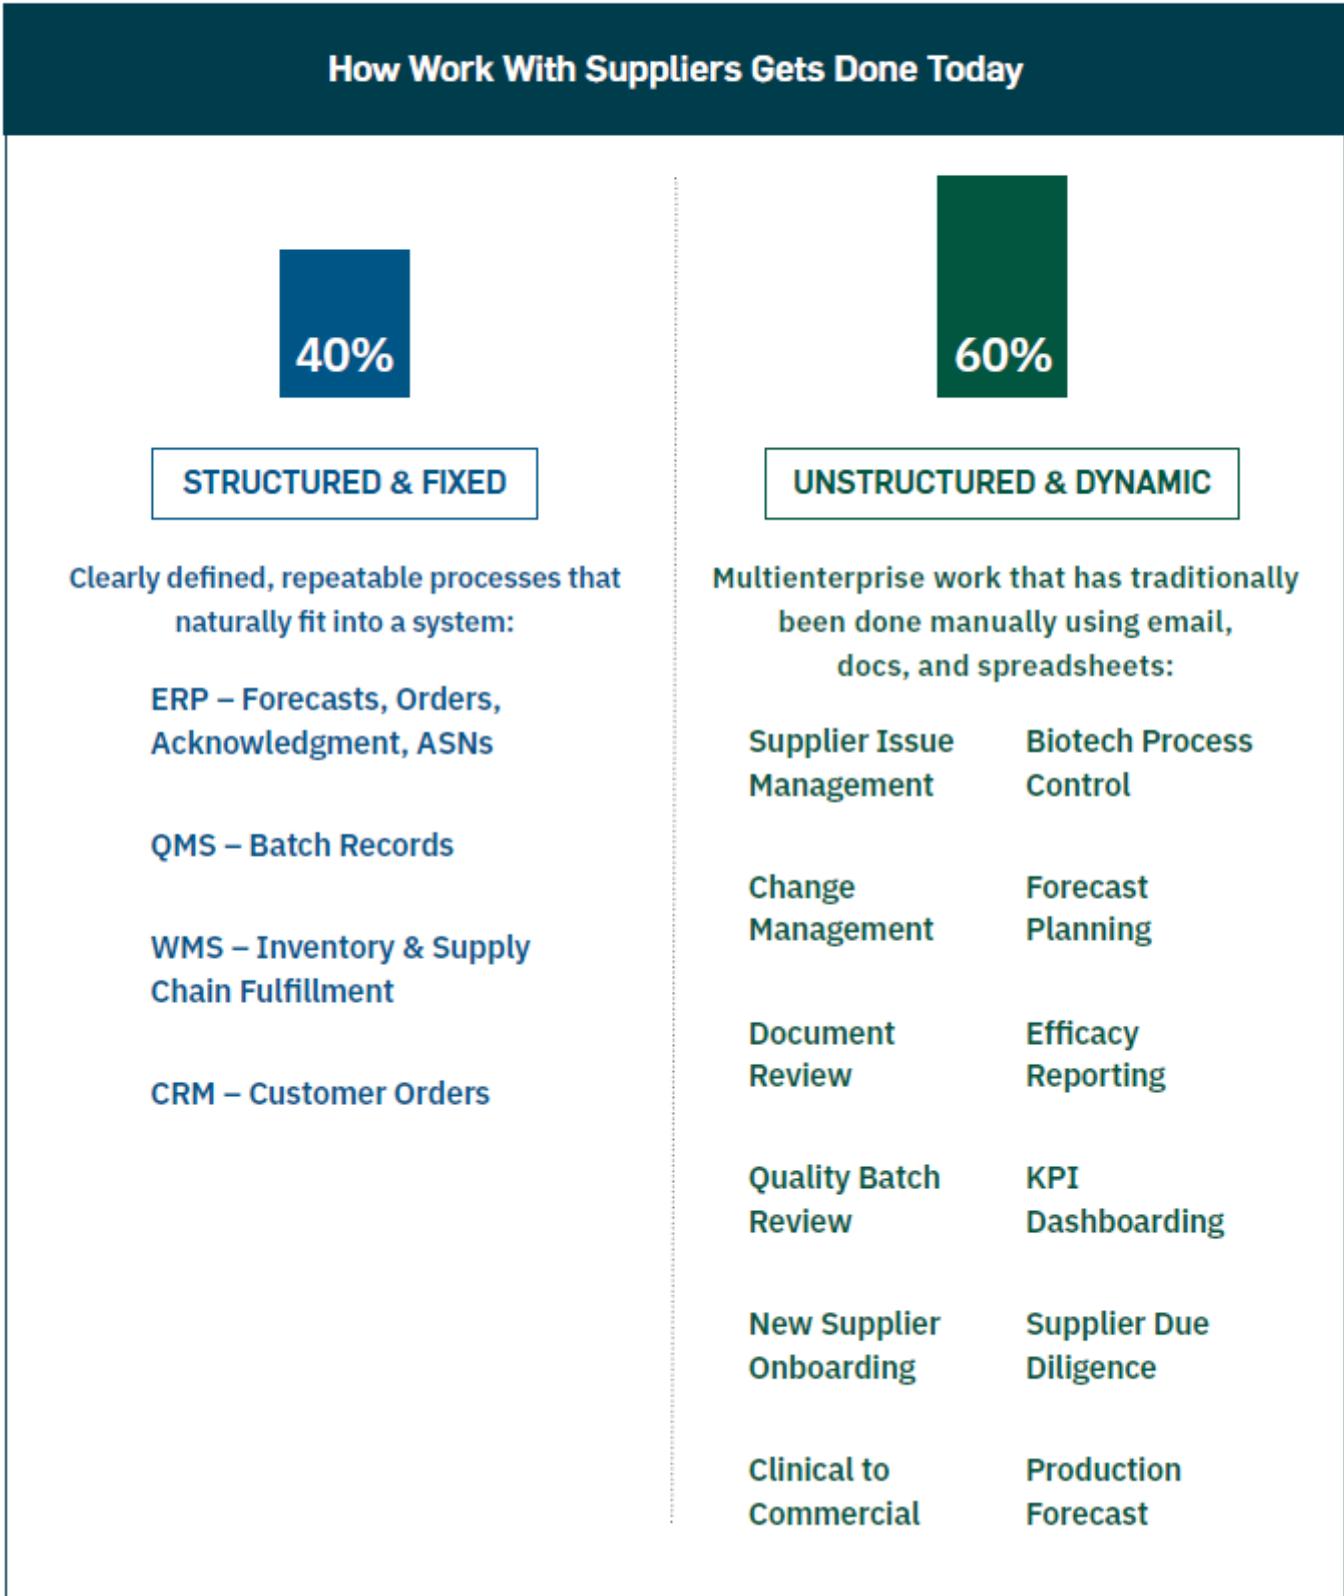 How Work With Suppliers Gets Done Today
40%
STRUCTURED & FIXED
Clearly defined, repeatable processes that
naturally fit into a system:
ERP – Forecasts, Orders,
Acknowledgment, ASNs
QMS – Batch Records
WMS – Inventory & Supply
Chain Fulfillment
CRM – Customer Orders
60%
UNSTRUCTURED & DYNAMIC
Multienterprise work that has traditionally
been done manually using email,
docs, and spreadsheets:
Supplier Issue
Management
Change
Management
Document
Review
Quality Batch
Review
New Supplier
Onboarding
Clinical to
Commercial
Biotech Process
Control
Forecast
Planning
Efficacy
Reporting
KPI
Dashboarding
Supplier Due
Diligence
Production
Forecast